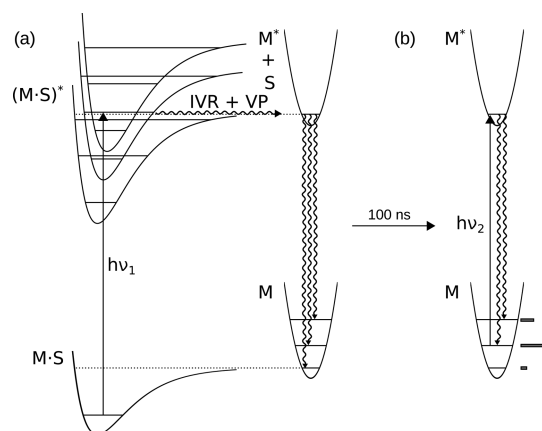 (a)
M*
+
S
(b)
M*
(M·S)*
IVR + VP
100 ns
hν₂
hν₁
M
M
M·S